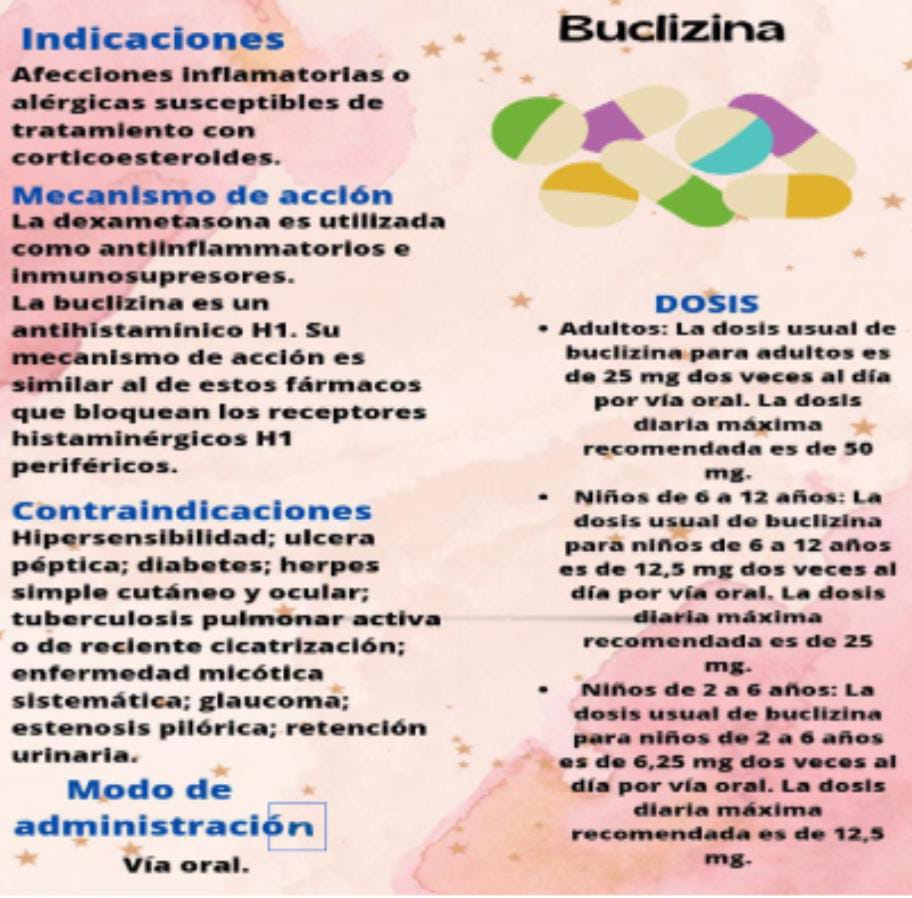 Indicaciones
Afecciones inflamatorias o
alérgicas susceptibles de
tratamiento con
corticoesteroides.
Mecanismo de acción
La dexametasona es utilizada
como antiinflammatorios e
inmunosupresores.
La buclizina es un
antihistamínico H1. Su
mecanismo de acción es
similar al de estos fármacos
que bloquean los receptores
histaminérgicos H1
periféricos.
Contraindicaciones
Hipersensibilidad; ulcera
péptica; diabetes; herpes
simple cutáneo y ocular;
tuberculosis pulmonar activa
o de reciente cicatrización;
enfermedad micótica
sistemática; glaucoma;
estenosis pilórica; retención
urinaria.
Modo de
administración
Vía oral.
Buclizina
DOSIS
• Adultos: La dosis usual de
buclizina para adultos es
de 25 mg dos veces al día
por vía oral. La dosis
diaria máxima
recomendada es de 50
mg.
• Niños de 6 a 12 años: La
dosis usual de buclizina
para niños de 6 a 12 años
es de 12,5 mg dos veces al
día por vía oral. La dosis
diaria máxima
recomendada es de 25
mg.
• Niños de 2 a 6 años: La
dosis usual de buclizina
para niños de 2 a 6 años
es de 6,25 mg dos veces al
día por vía oral. La dosis
diaria máxima
recomendada es de 12,5
mg.